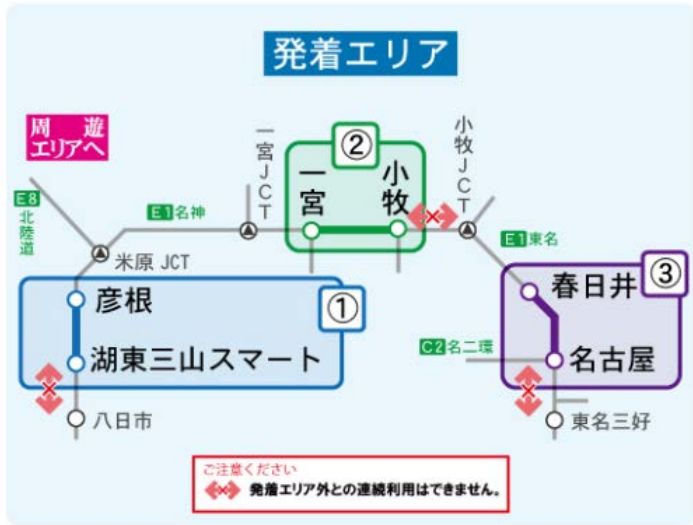 発着エリア
周遊
エリアへ
E8
北陸道
E1名神
一宮JCT
②
一宮
小牧
小牧JCT
E1東名
米原 JCT
①
彦根
湖東三山スマート
八日市
③
春日井
C2名二環
名古屋
東名三好
ご注意ください
発着エリア外との連続利用はできません。